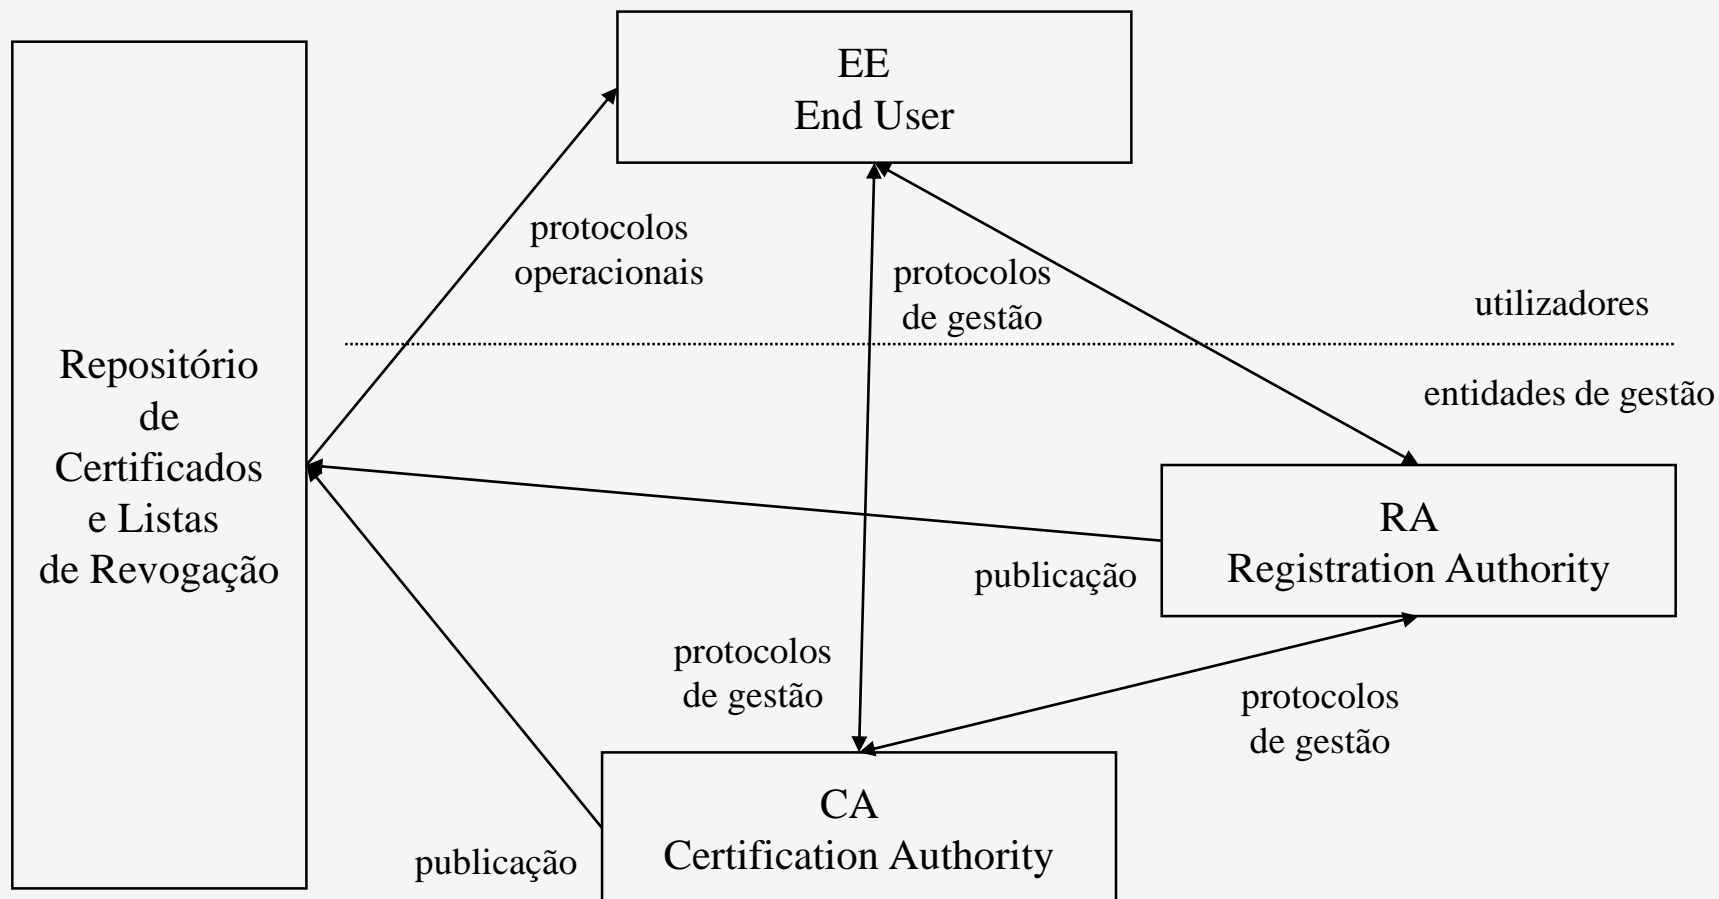 EE
End User
protocolos
operacionais
protocolos
de gestão
utilizadores
entidades de gestão
Repositório
de
Certificados
e Listas
de Revogação
RA
Registration Authority
publicação
protocolos
de gestão
protocolos
de gestão
CA
Certification Authority
publicação